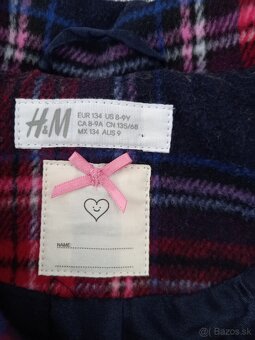 H&M
EUR 134 US 8-9Y
CA 8-9A CN 135/68
MX 134 AUS 9
NAME:
Bazos.sk